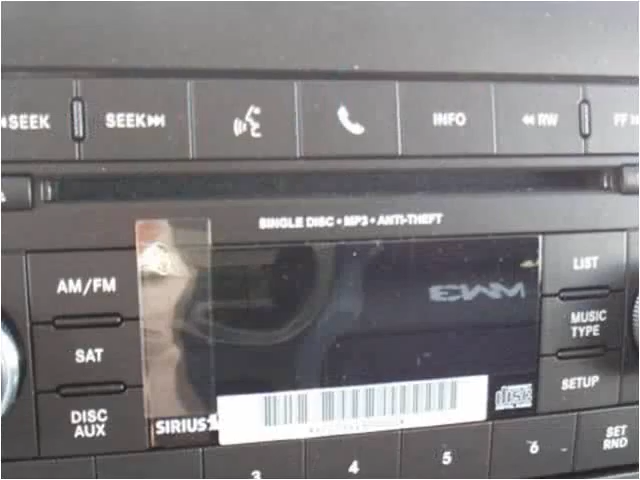 SEEK
SEEK
INFO
RW
FF
SINGLE DISC • MP3 • ANTI-THEFT
AM/FM
LIST
MUSIC
TYPE
SAT
SETUP
DISC
AUX
SIRIUS
disc
SET
RND
3
4
5
6